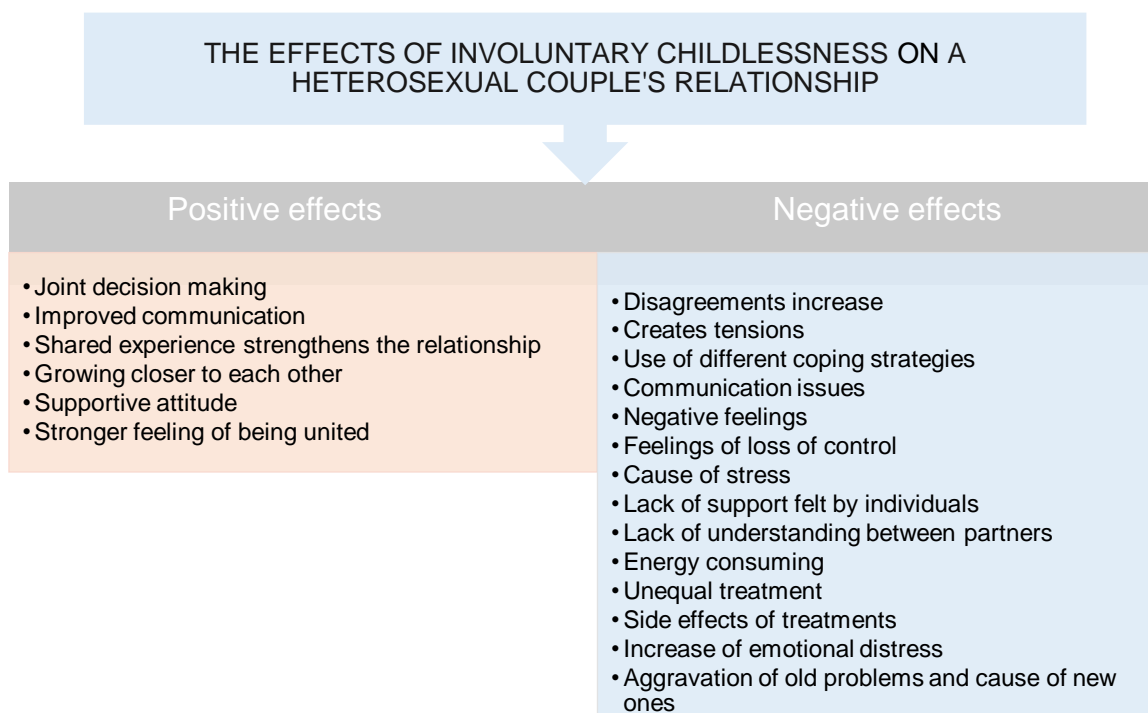 THE EFFECTS OF INVOLUNTARY CHILDLESSNESS ON A
HETEROSEXUAL COUPLE'S RELATIONSHIP
Positive effects
• Joint decision making
• Improved communication
• Shared experience strengthens the relationship
• Growing closer to each other
• Supportive attitude
• Stronger feeling of being united
Negative effects
• Disagreements increase
• Creates tensions
• Use of different coping strategies
• Communication issues
• Negative feelings
• Feelings of loss of control
• Cause of stress
• Lack of support felt by individuals
• Lack of understanding between partners
• Energy consuming
• Unequal treatment
• Side effects of treatments
• Increase of emotional distress
• Aggravation of old problems and cause of new
ones